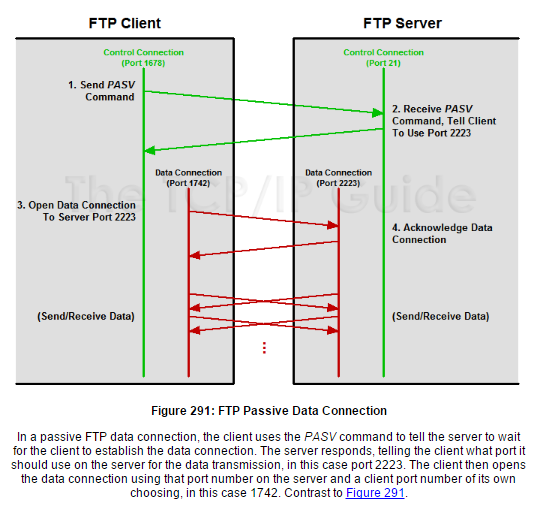 FTP Client
FTP Server
Control Connection
(Port 1678)
Control Connection
(Port 21)
1. Send PASV
Command
2. Receive PASV
Command, Tell Client
To Use Port 2223
Data Connection
(Port 1742)
Data Connection
(Port 2223)
The TCP/IP Guide
3. Open Data Connection
To Server Port 2223
4. Acknowledge Data
Connection
(Send/Receive Data)
(Send/Receive Data)
Figure 291: FTP Passive Data Connection
In a passive FTP data connection, the client uses the PASV command to tell the server to wait
for the client to establish the data connection. The server responds, telling the client what port it
should use on the server for the data transmission, in this case port 2223. The client then opens
the data connection using that port number on the server and a client port number of its own
choosing, in this case 1742. Contrast to Figure 291.